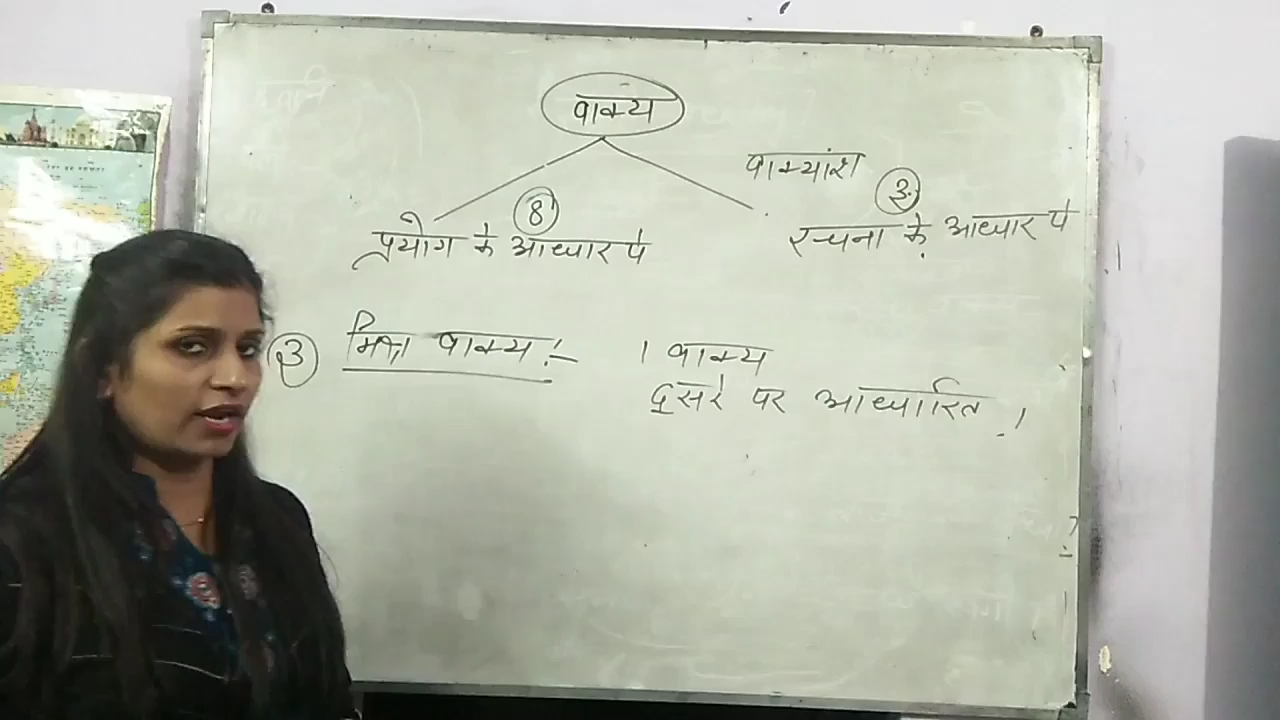 वाक्य
वाक्यांश
8 3
प्रयोग के आधार पे रचना के आधार पे
3 मिश्र वाक्य :- 1 वाक्य
दुसरे पर आधारित ।